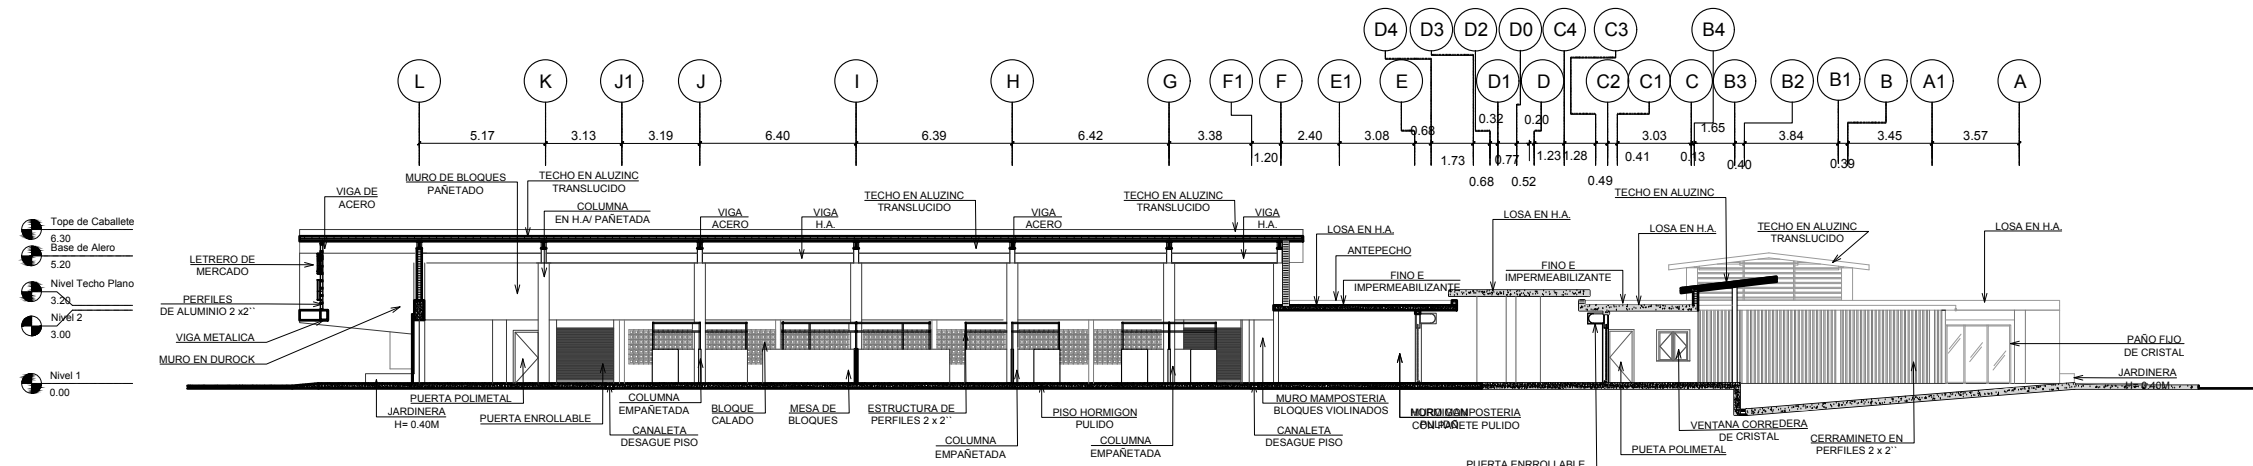 D4 D3 D2 D0 C4 C3 B4
L K J1 J I H G F1 F E1 E D1 D C2 C1 C B3 B2 B1 B A1 A
5.17 3.13 3.19 6.40 6.39 6.42 3.38 1.20 2.40 3.08 0.68 1.73 0.68 0.32 0.77 0.52 0.20 1.23 1.28 0.49 0.41 3.03 0.13 1.65 0.40 3.84 0.39 3.45 3.57
MURO DE BLOQUES
PAÑETADO
TECHO EN ALUZINC
TRANSLUCIDO
VIGA DE
ACERO
COLUMNA
EN H.A/ PAÑETADA
VIGA
ACERO
VIGA
H.A.
TECHO EN ALUZINC
TRANSLUCIDO
VIGA
ACERO
TECHO EN ALUZINC
TRANSLUCIDO
VIGA
H.A.
LOSA EN H.A.
ANTEPECHO
FINO E
IMPERMEABILIZANTE
LOSA EN H.A.
FINO E
IMPERMEABILIZANTE
LOSA EN H.A.
TECHO EN ALUZINC
TECHO EN ALUZINC
TRANSLUCIDO
LOSA EN H.A.
Tope de Caballete
6.30
Base de Alero
5.20
Nivel Techo Plano
3.20
Nivel 2
3.00
Nivel 1
0.00
LETRERO DE
MERCADO
PERFILES
DE ALUMINIO 2 x2``
VIGA METALICA
MURO EN DUROCK
JARDINERA
H= 0.40M
PUERTA POLIMETAL
PUERTA ENROLLABLE
CANALETA
DESAGUE PISO
COLUMNA
EMPAÑETADA
BLOQUE
CALADO
MESA DE
BLOQUES
ESTRUCTURA DE
PERFILES 2 x 2``
COLUMNA
EMPAÑETADA
PISO HORMIGON
PULIDO
COLUMNA
EMPAÑETADA
CANALETA
DESAGUE PISO
MURO MAMPOSTERIA
BLOQUES VIOLINADOS
MURO MAMPOSTERIA
CON PAÑETE PULIDO
PUERTA ENRROLLABLE
PUETA POLIMETAL
VENTANA CORREDERA
DE CRISTAL
CERRAMINETO EN
PERFILES 2 x 2``
PAÑO FIJO
DE CRISTAL
JARDINERA
H= 0.40M